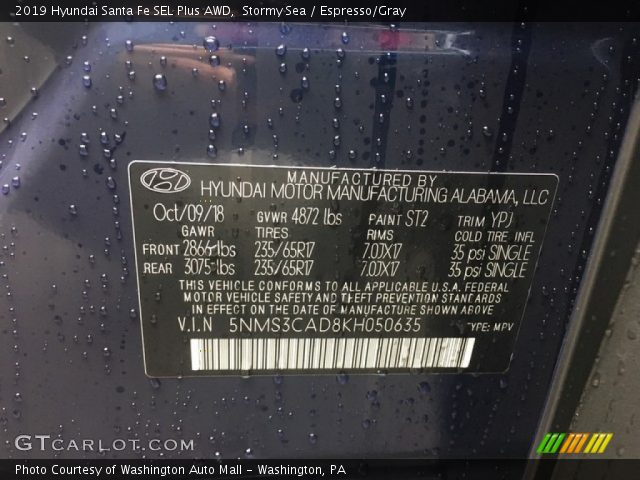 2019 Hyundai Santa Fe SEL Plus AWD, Stormy Sea / Espresso/Gray
MANUFACTURED BY
HYUNDAI MOTOR MANUFACTURING ALABAMA, LLC
Oct/09/18 GVWR 4872 lbs PAINT ST2 TRIM YPJ
GAWR TIRES RIMS COLD TIRE INFL
FRONT 2866 lbs 235/65R17 7.0JX17 35 psi SINGLE
REAR 3075 lbs 235/65R17 7.0JX17 35 psi SINGLE
THIS VEHICLE CONFORMS TO ALL APPLICABLE U.S.A. FEDERAL
MOTOR VEHICLE SAFETY AND THEFT PREVENTION STANDARDS
IN EFFECT ON THE DATE OF MANUFACTURE SHOWN ABOVE
V.I.N 5NMS3CAD8KH050635 TYPE: MPV
GTCARLOT.COM
Photo Courtesy of Washington Auto Mall - Washington, PA